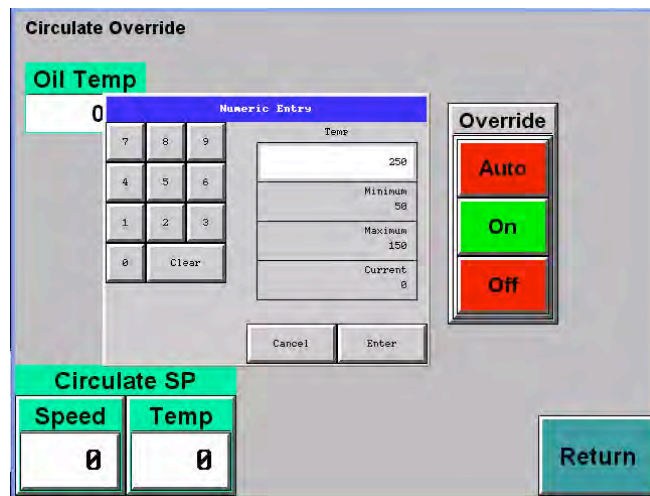 Circulate Override
Oil Temp
0
Numeric Entry
7 8 9
4 5 6
1 2 3
0 Clear
Temp
250
Minimum
50
Maximum
150
Current
0
Cancel Enter
Override
Auto
On
Off
Circulate SP
Speed Temp
0 0
Return